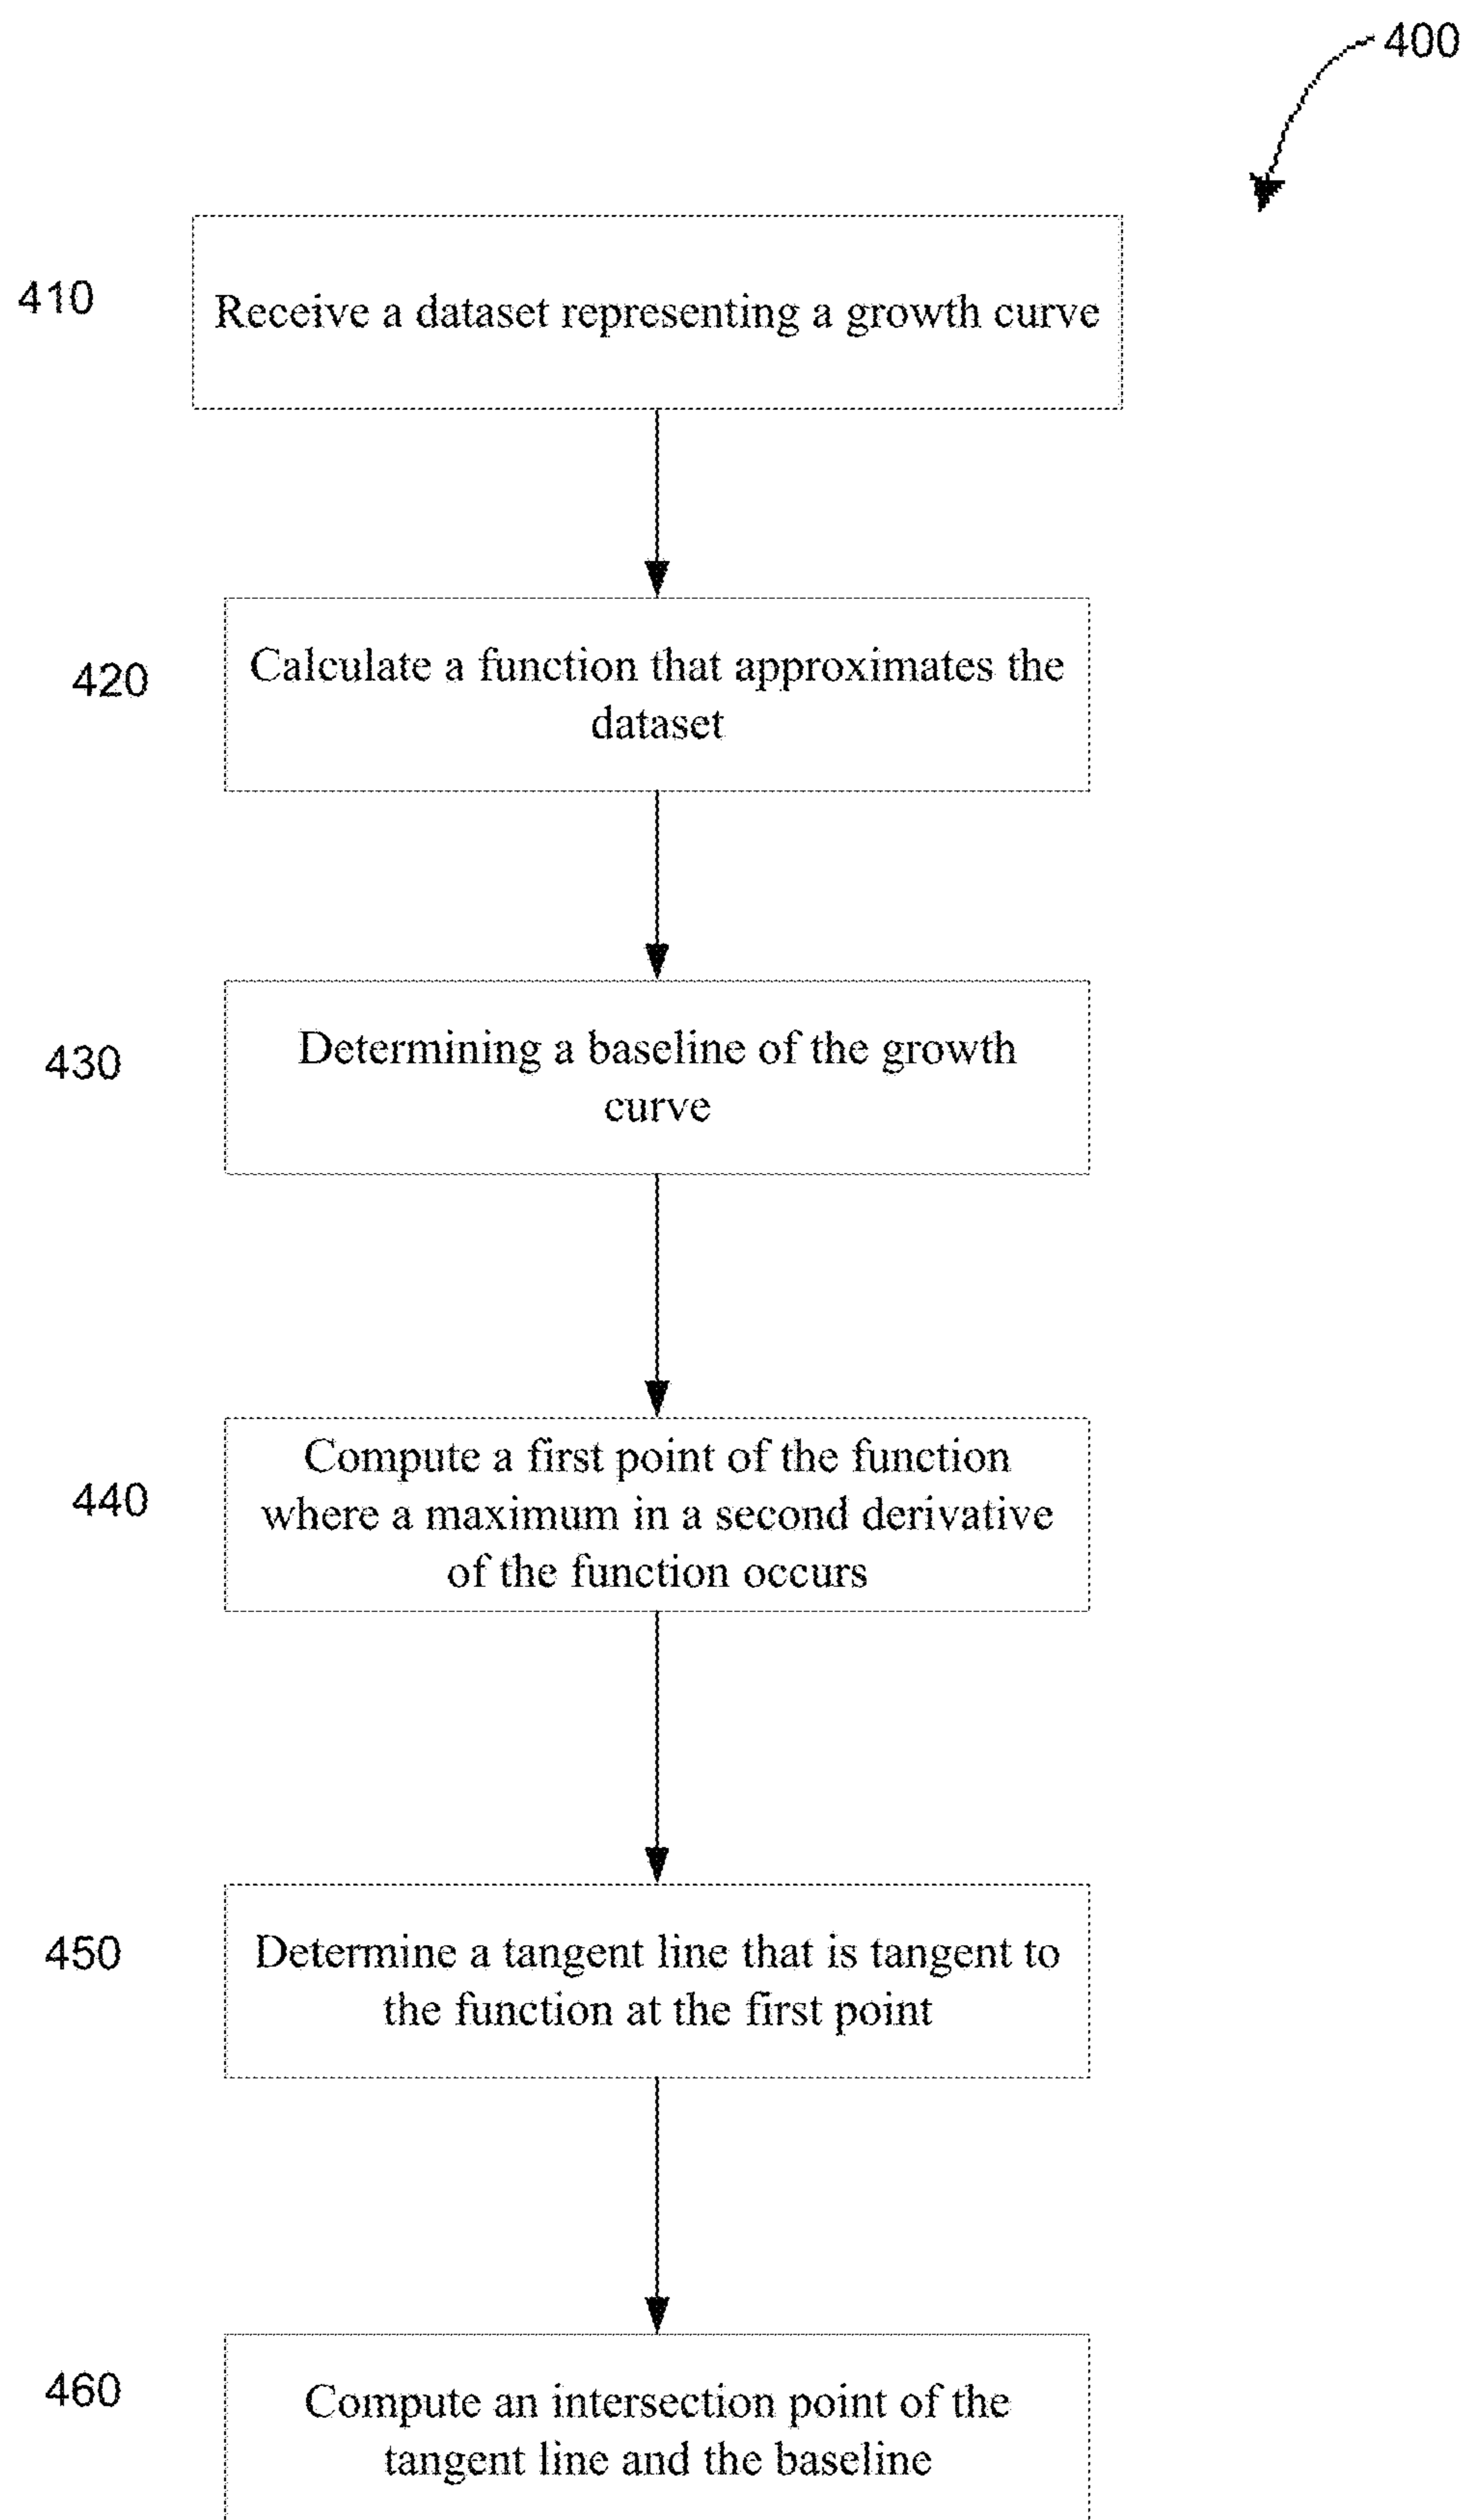 400
410
Receive a dataset representing a growth curve
420
Calculate a function that approximates the
dataset
430
Determining a baseline of the growth
curve
440
Compute a first point of the function
where a maximum in a second derivative
of the function occurs
450
Determine a tangent line that is tangent to
the function at the first point
460
Compute an intersection point of the
tangent line and the baseline